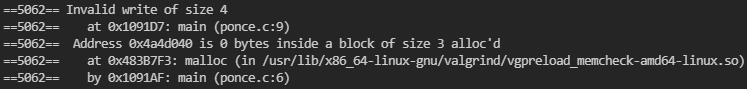 ==5062== Invalid write of size 4
==5062==    at 0x1091D7: main (ponce.c:9)
==5062==  Address 0x4a4d040 is 0 bytes inside a block of size 3 alloc'd
==5062==    at 0x483B7F3: malloc (in /usr/lib/x86_64-linux-gnu/valgrind/vgpreload_memcheck-amd64-linux.so)
==5062==    by 0x1091AF: main (ponce.c:6)